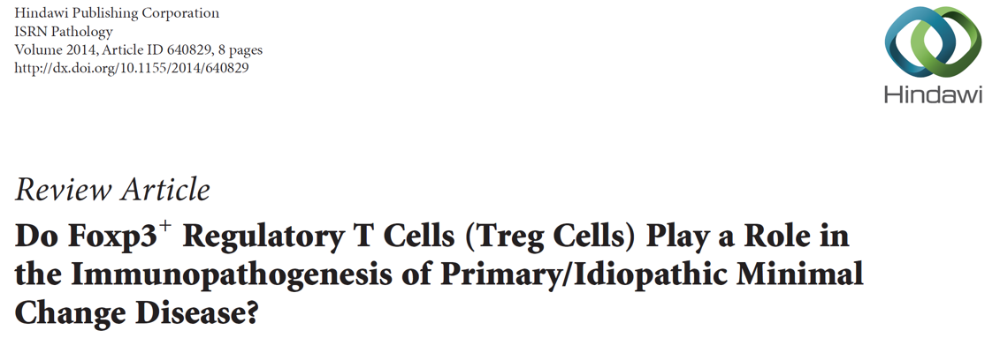 Hindawi Publishing Corporation
ISRN Pathology
Volume 2014, Article ID 640829, 8 pages
http://dx.doi.org/10.1155/2014/640829
Hindawi
Review Article
Do Foxp3⁺ Regulatory T Cells (Treg Cells) Play a Role in
the Immunopathogenesis of Primary/Idiopathic Minimal
Change Disease?